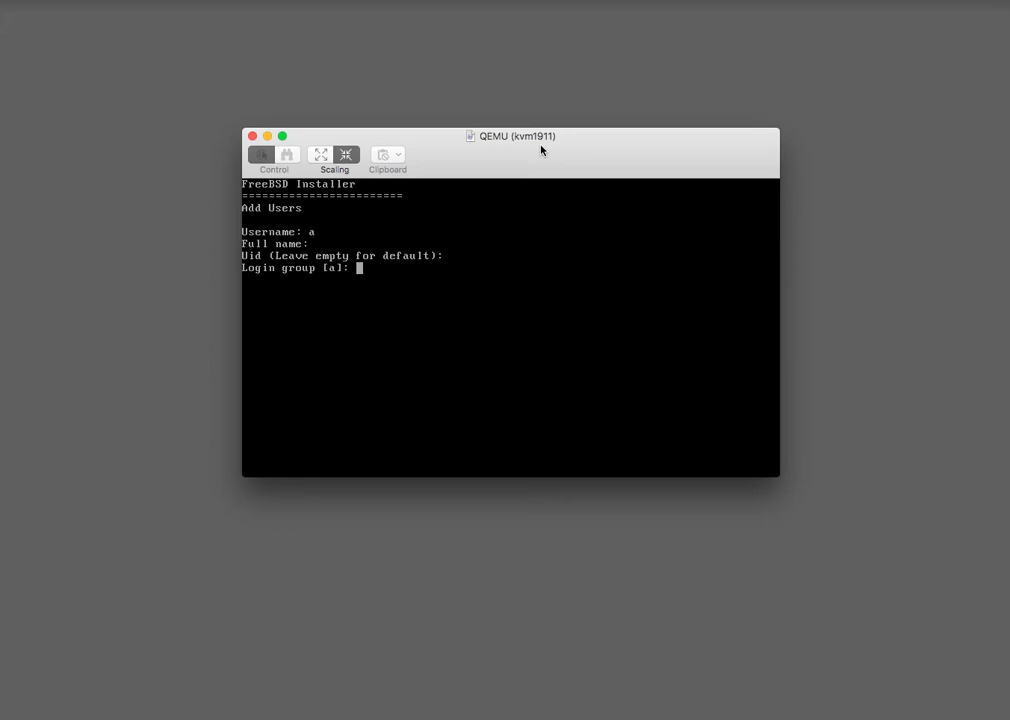 QEMU (kvm1911)
Control
Scaling
Clipboard
FreeBSD Installer
========================
Add Users
Username: a
Full name:
Uid (Leave empty for default):
Login group [a]: